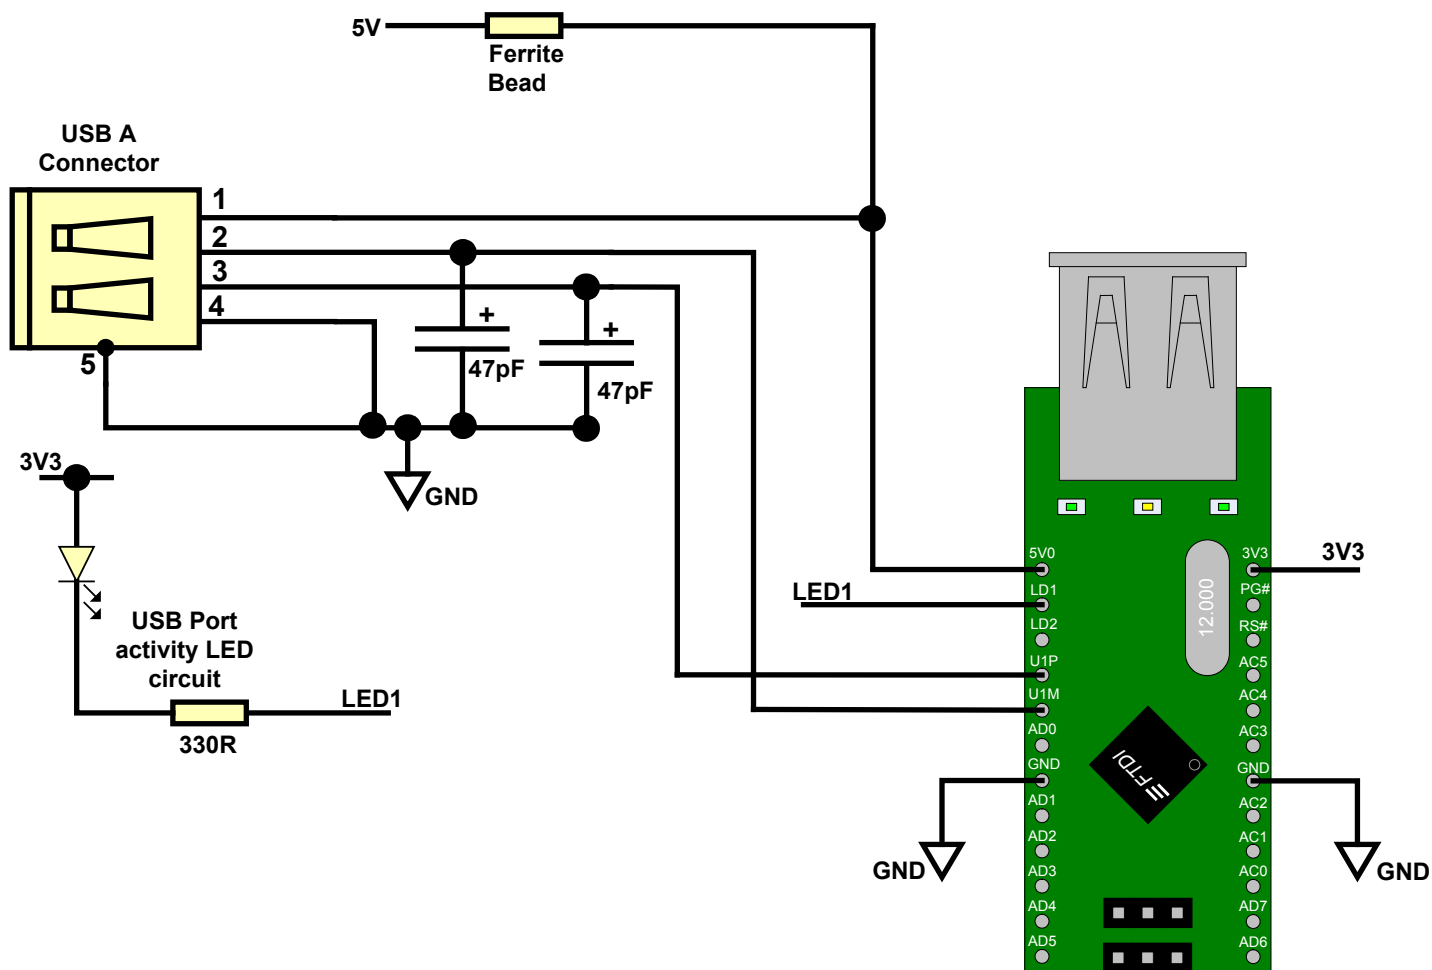 5V
Ferrite
Bead
USB A
Connector
1
2
3
4
5
+
47pF
+
47pF
GND
3V3
USB Port
activity LED
circuit
LED1
330R
LED1
3V3
GND
GND
5V0
LD1
LD2
U1P
U1M
AD0
GND
AD1
AD2
AD3
AD4
AD5
12.000
FTDI
3V3
PG#
RS#
AC5
AC4
AC3
GND
AC2
AC1
AC0
AD7
AD6